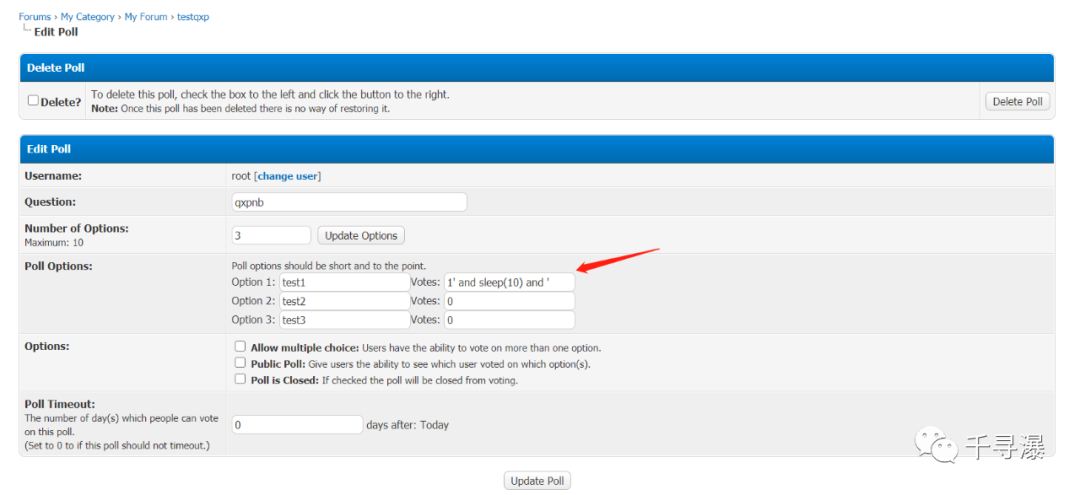 Forums › My Category › My Forum › testqxp
Edit Poll
Delete Poll
Delete?
To delete this poll, check the box to the left and click the button to the right.
Note: Once this poll has been deleted there is no way of restoring it.
Delete Poll
Edit Poll
Username:
root [change user]
Question:
qxpnb
Number of Options:
Maximum: 10
3
Update Options
Poll Options:
Poll options should be short and to the point.
Option 1: test1 Votes: 1' and sleep(10) and '
Option 2: test2 Votes: 0
Option 3: test3 Votes: 0
Options:
Allow multiple choice: Users have the ability to vote on more than one option.
Public Poll: Give users the ability to see which user voted on which option(s).
Poll is Closed: If checked the poll will be closed from voting.
Poll Timeout:
The number of day(s) which people can vote
on this poll.
(Set to 0 to if this poll should not timeout.)
0 days after: Today
千寻瀑
Update Poll